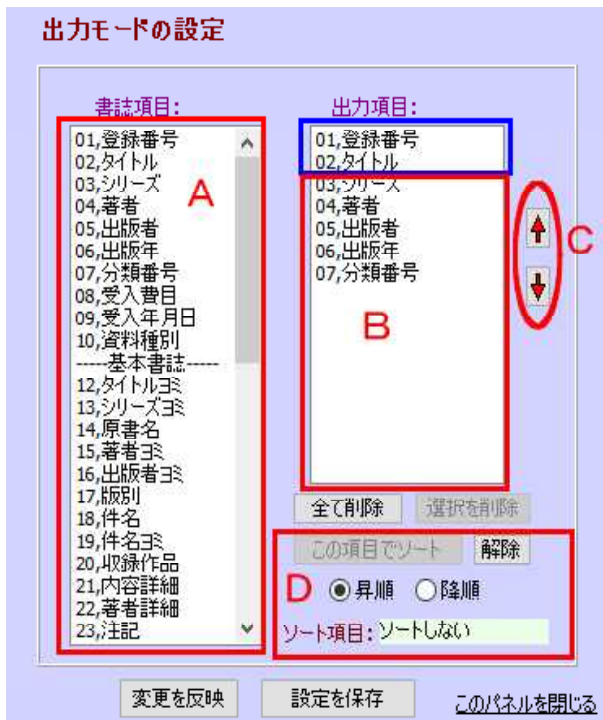 出力モードの設定
書誌項目:
01,登録番号
02,タイトル
03,シリーズ
04,著者
05,出版者
06,出版年
07,分類番号
08,受入費目
09,受入年月日
10,資料種別
-----基本書誌-----
12,タイトルヨミ
13,シリーズヨミ
14,原書名
15,著者ヨミ
16,出版者ヨミ
17,版別
18,件名
19,件名ヨミ
20,収録作品
21,内容詳細
22,著者詳細
23,注記
A
出力項目:
01,登録番号
02,タイトル
03,シリーズ
04,著者
05,出版者
06,出版年
07,分類番号
B
C
全て削除 選択を削除
この項目でソート 解除
D 昇順 降順
ソート項目: ソートしない
変更を反映 設定を保存 このパネルを閉じる